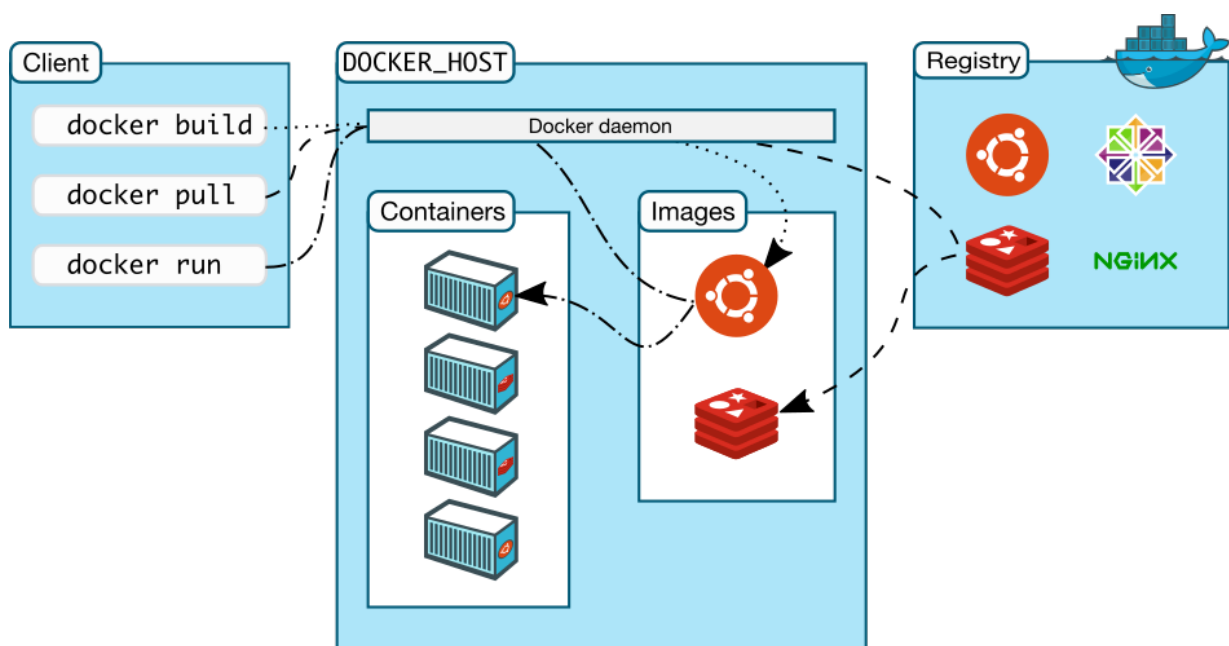 Client
docker build
docker pull
docker run
DOCKER_HOST
Docker daemon
Containers
Images
Registry
NGiNX